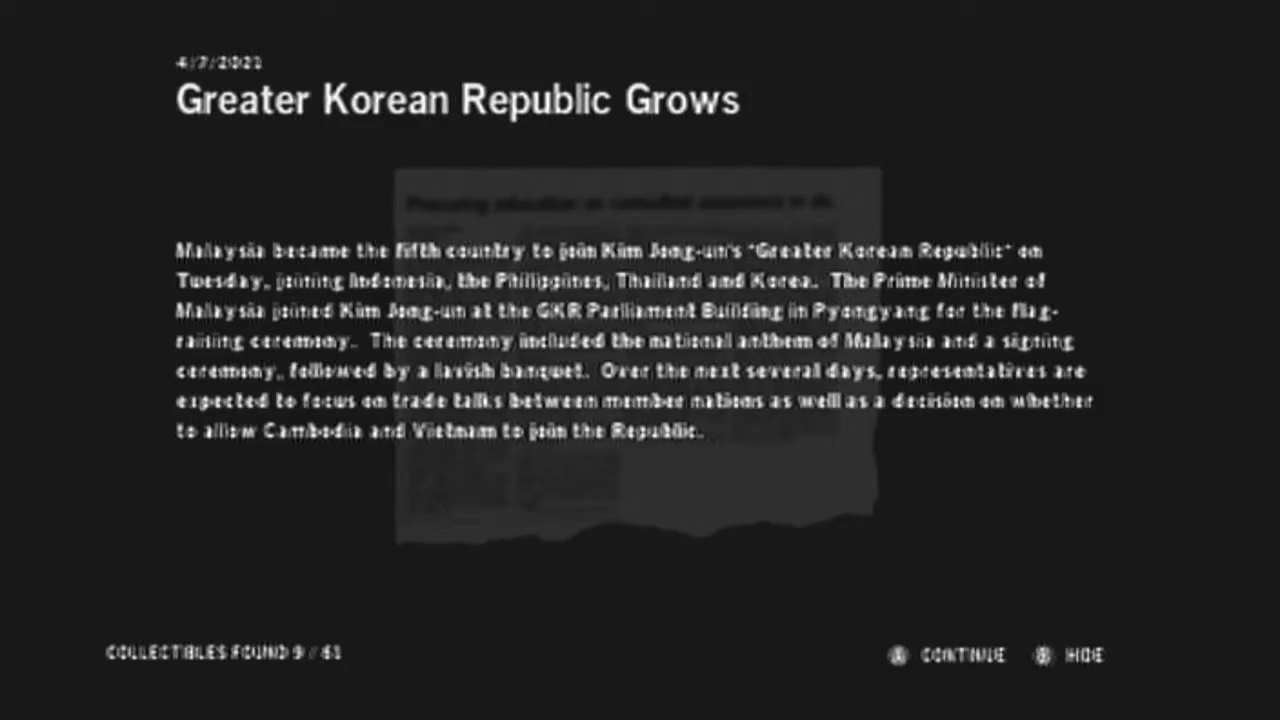 4/7/2021
Greater Korean Republic Grows
Malaysia became the fifth country to join Kim Jong-un's "Greater Korean Republic" on
Tuesday, joining Indonesia, the Philippines, Thailand and Korea.  The Prime Minister of
Malaysia joined Kim Jong-un at the GKR Parliament Building in Pyongyang for the flag-
raising ceremony.  The ceremony included the national anthem of Malaysia and a signing
ceremony, followed by a lavish banquet.  Over the next several days, representatives are
expected to focus on trade talks between member nations as well as a decision on whether
to allow Cambodia and Vietnam to join the Republic.
COLLECTIBLES FOUND 9 / 61
CONTINUE HIDE